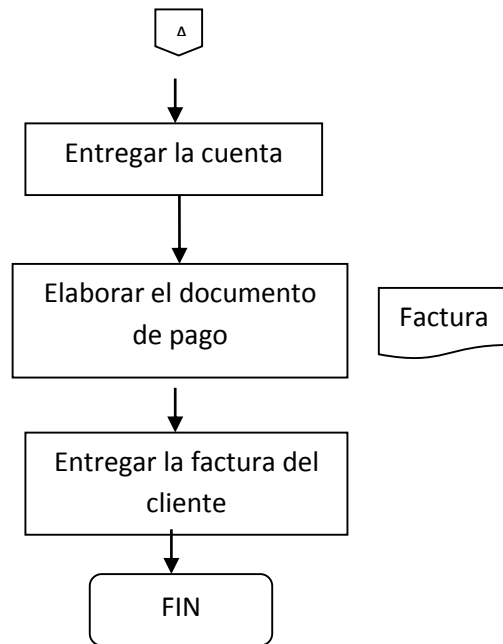 A
Entregar la cuenta
Elaborar el documento
de pago
Factura
Entregar la factura del
cliente
FIN